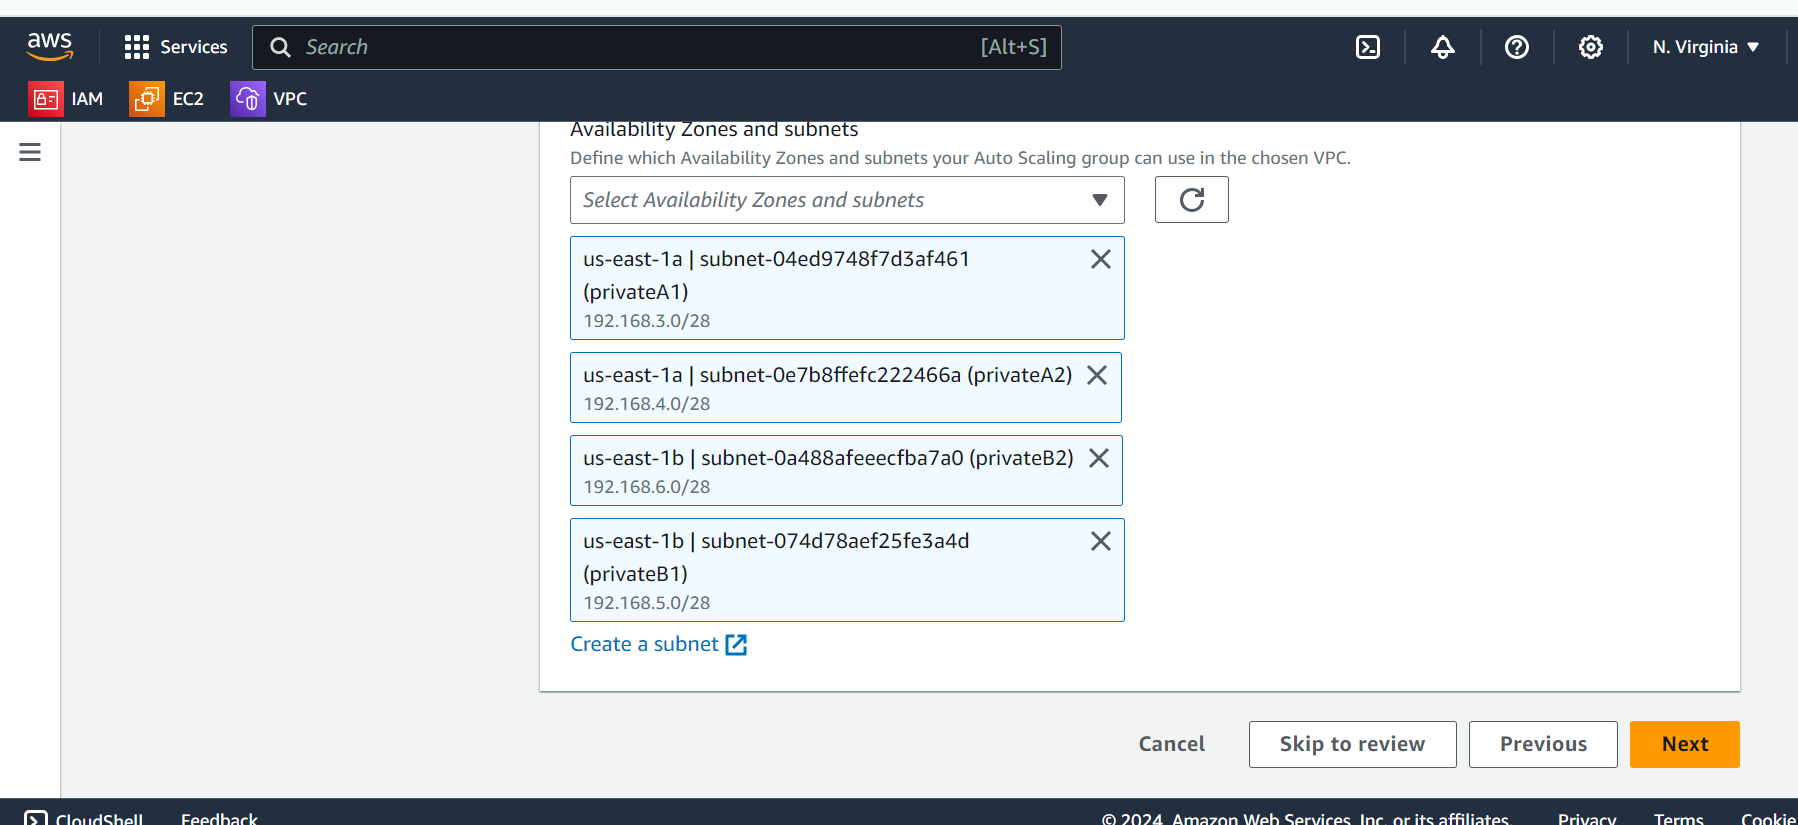 aws
Services
Search
[Alt+S]
N. Virginia
IAM
EC2
VPC
Availability Zones and subnets
Define which Availability Zones and subnets your Auto Scaling group can use in the chosen VPC.
Select Availability Zones and subnets
us-east-1a | subnet-04ed9748f7d3af461
(privateA1)
192.168.3.0/28
us-east-1a | subnet-0e7b8ffefc222466a (privateA2)
192.168.4.0/28
us-east-1b | subnet-0a488afeeecfba7a0 (privateB2)
192.168.6.0/28
us-east-1b | subnet-074d78aef25fe3a4d
(privateB1)
192.168.5.0/28
Create a subnet
Cancel
Skip to review
Previous
Next
CloudShell
Feedback
© 2024, Amazon Web Services, Inc. or its affiliates.
Privacy
Terms
Cookie